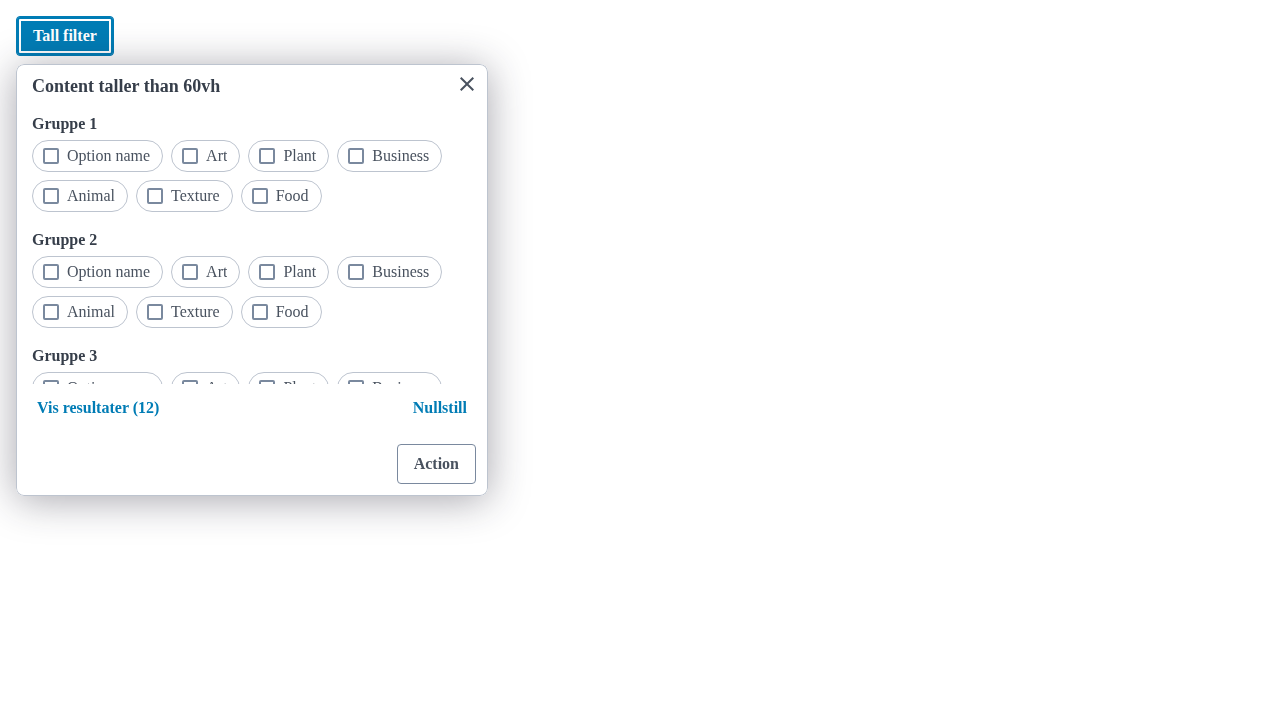 Tall filter
Content taller than 60vh
Gruppe 1
Option name Art Plant Business
Animal Texture Food
Gruppe 2
Option name Art Plant Business
Animal Texture Food
Gruppe 3
Vis resultater (12) Nullstill
Action